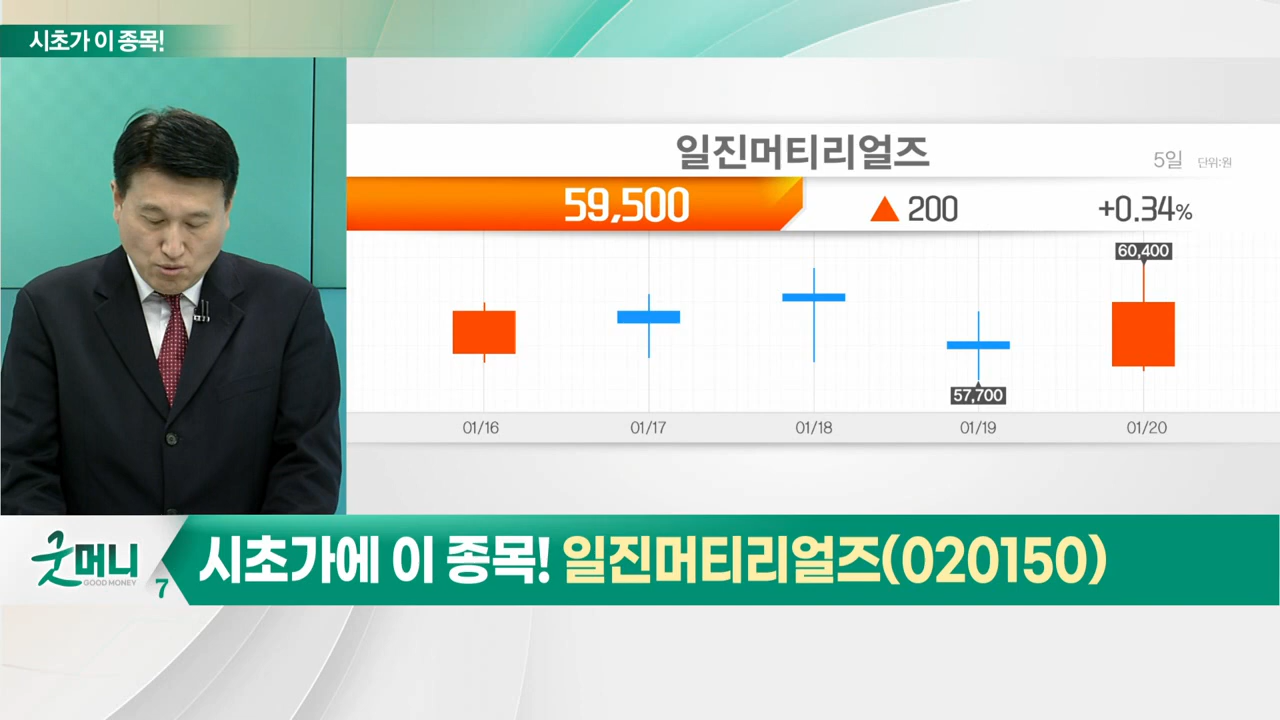 시초가 이 종목!
일진머티리얼즈
5일 단위:원
59,500 ▲ 200 +0.34%
60,400
57,700
01/16 01/17 01/18 01/19 01/20
굿머니
GOOD MONEY
7
시초가에 이 종목! 일진머티리얼즈(020150)